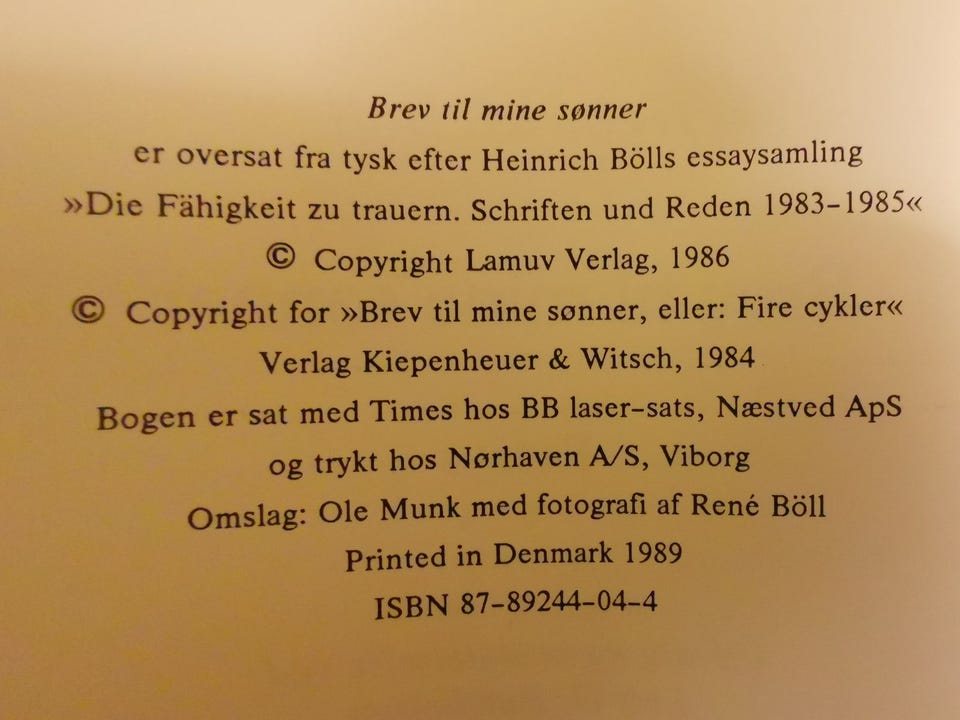 Brev til mine sønner
er oversat fra tysk efter Heinrich Bölls essaysamling
»Die Fähigkeit zu trauern. Schriften und Reden 1983-1985«
© Copyright Lamuv Verlag, 1986
© Copyright for »Brev til mine sønner, eller: Fire cykler«
Verlag Kiepenheuer & Witsch, 1984
Bogen er sat med Times hos BB laser-sats, Næstved ApS
og trykt hos Nørhaven A/S, Viborg
Omslag: Ole Munk med fotografi af René Böll
Printed in Denmark 1989
ISBN 87-89244-04-4